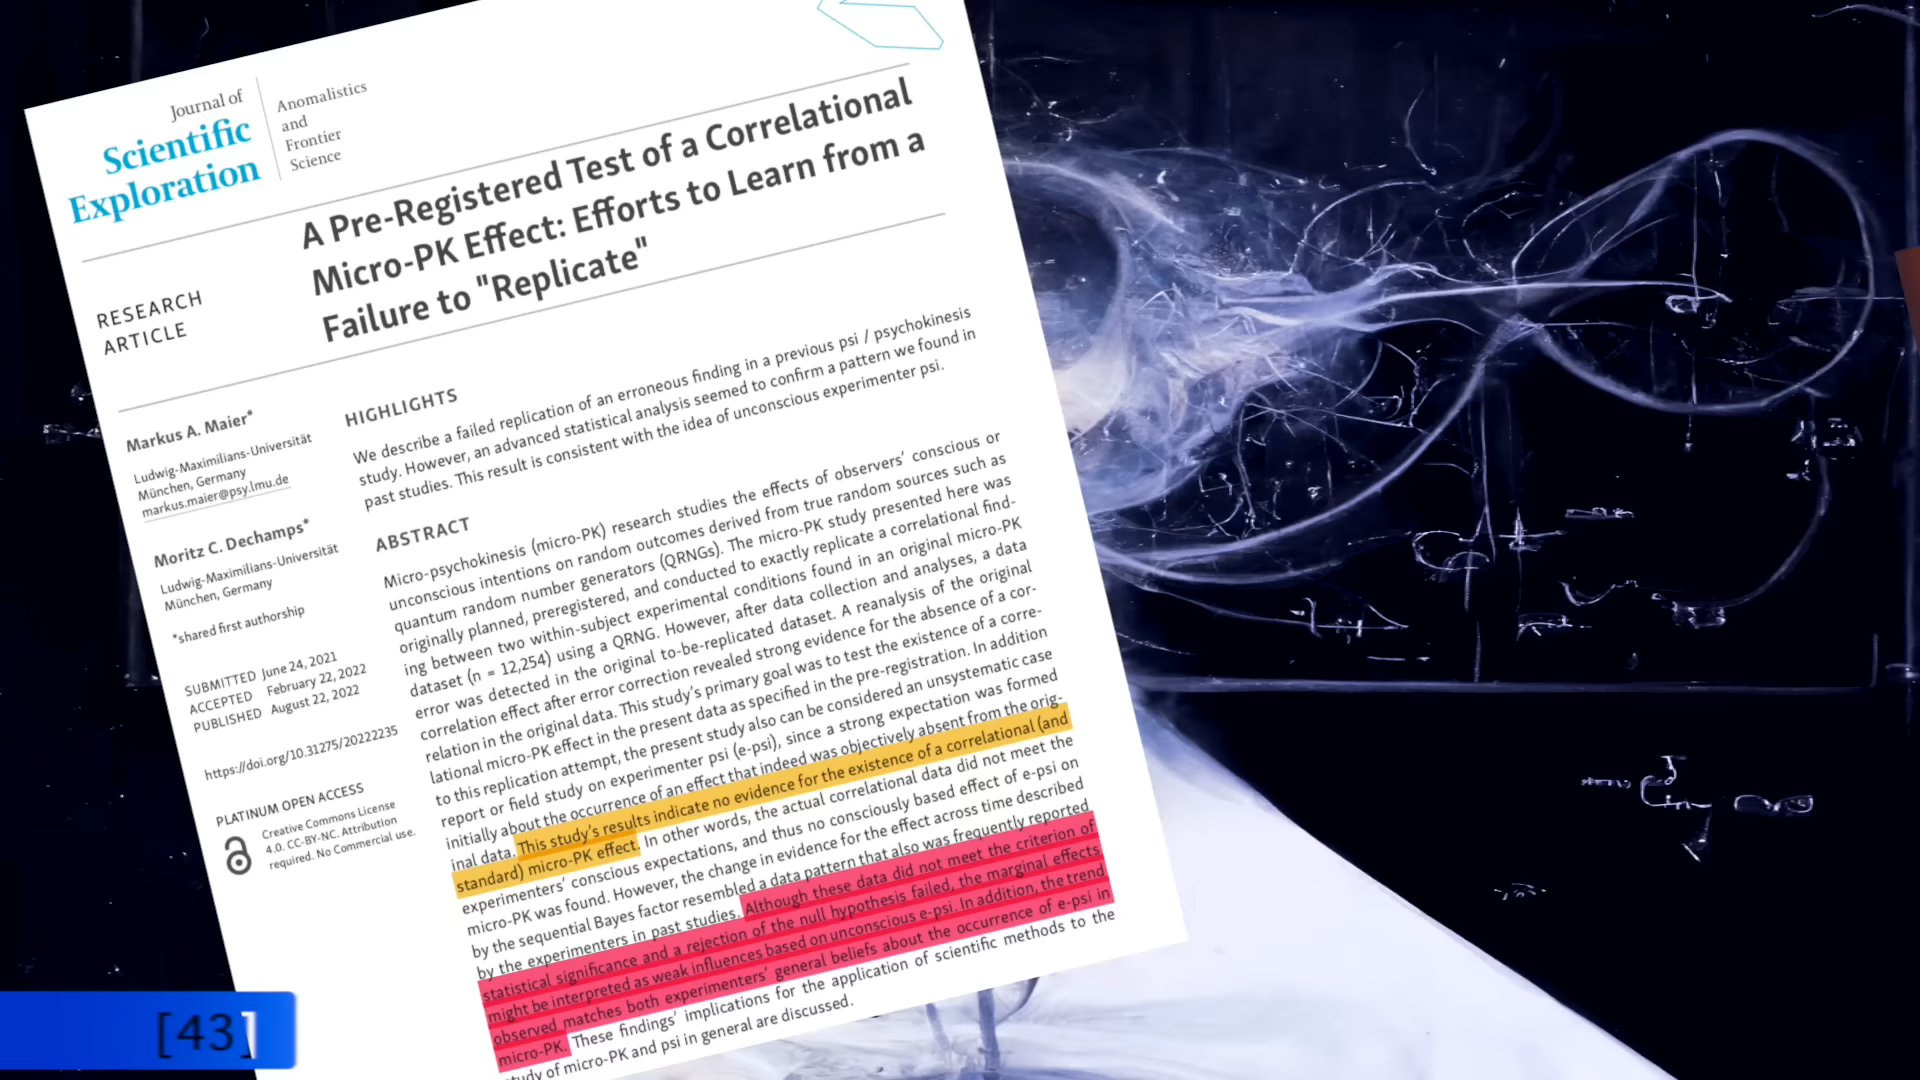 Journal of
Scientific
Exploration
Anomalistics
and
Frontier
Science
A Pre-Registered Test of a Correlational
Micro-PK Effect: Efforts to Learn from a
Failure to "Replicate"
RESEARCH
ARTICLE
Markus A. Maier*
Ludwig-Maximilians-Universität
München, Germany
markus.maier@psy.lmu.de
Moritz C. Dechamps*
Ludwig-Maximilians-Universität
München, Germany
*shared first authorship
SUBMITTED June 24, 2021
ACCEPTED February 22, 2022
PUBLISHED August 22, 2022
https://doi.org/10.31275/20222235
PLATINUM OPEN ACCESS
Creative Commons License
4.0. CC-BY-NC. Attribution
required. No Commercial use.
HIGHLIGHTS
We describe a failed replication of an erroneous finding in a previous psi / psychokinesis
study. However, an advanced statistical analysis seemed to confirm a pattern we found in
past studies. This result is consistent with the idea of unconscious experimenter psi.
ABSTRACT
Micro-psychokinesis (micro-PK) research studies the effects of observers' conscious or
unconscious intentions on random outcomes derived from true random sources such as
quantum random number generators (QRNGs). The micro-PK study presented here was
originally planned, preregistered, and conducted to exactly replicate a correlational find-
ing between two within-subject experimental conditions found in an original micro-PK
dataset (n = 12,254) using a QRNG. However, after data collection and analyses, a data
error was detected in the original to-be-replicated dataset. A reanalysis of the original
correlation effect after error correction revealed strong evidence for the absence of a cor-
relation in the original data. This study's primary goal was to test the existence of a corre-
lational micro-PK effect in the present data as specified in the pre-registration. In addition
to this replication attempt, the present study also can be considered an unsystematic case
report or field study on experimenter psi (e-psi), since a strong expectation was formed
initially about the occurrence of an effect that indeed was objectively absent from the orig-
inal data. This study's results indicate no evidence for the existence of a correlational (and
standard) micro-PK effect. In other words, the actual correlational data did not meet the
experimenters' conscious expectations, and thus no consciously based effect of e-psi on
micro-PK was found. However, the change in evidence for the effect across time described
by the sequential Bayes factor resembled a data pattern that also was frequently reported
by the experimenters in past studies. Although these data did not meet the criterion of
statistical significance and a rejection of the null hypothesis failed, the marginal effects
might be interpreted as weak influences based on unconscious e-psi. In addition, the trend
observed matches both experimenters' general beliefs about the occurrence of e-psi in
micro-PK. These findings' implications for the application of scientific methods to the
study of micro-PK and psi in general are discussed.
[43]